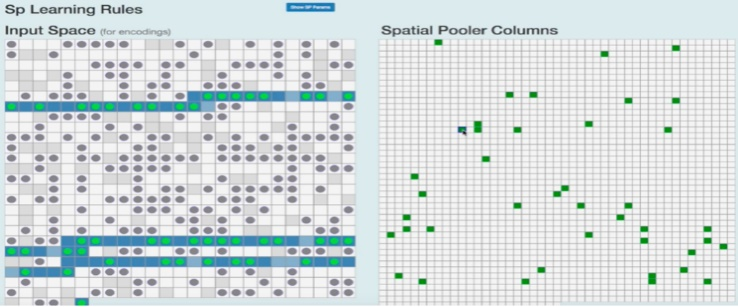 Sp Learning Rules
Show SP Params
Input Space (for encodings)
Spatial Pooler Columns